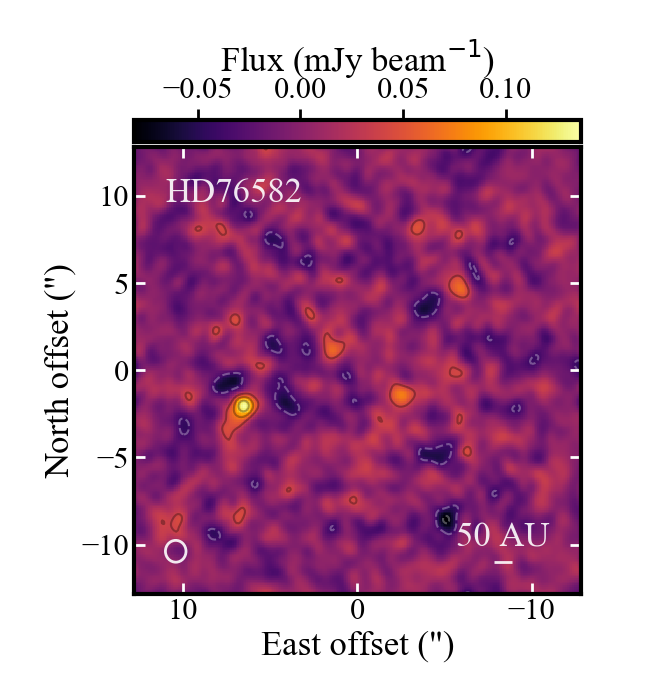 Flux (mJy beam⁻¹)
−0.05 0.00 0.05 0.10
HD76582
10
5
0
−5
−10
North offset (")
50 AU
10 0 −10
East offset (")